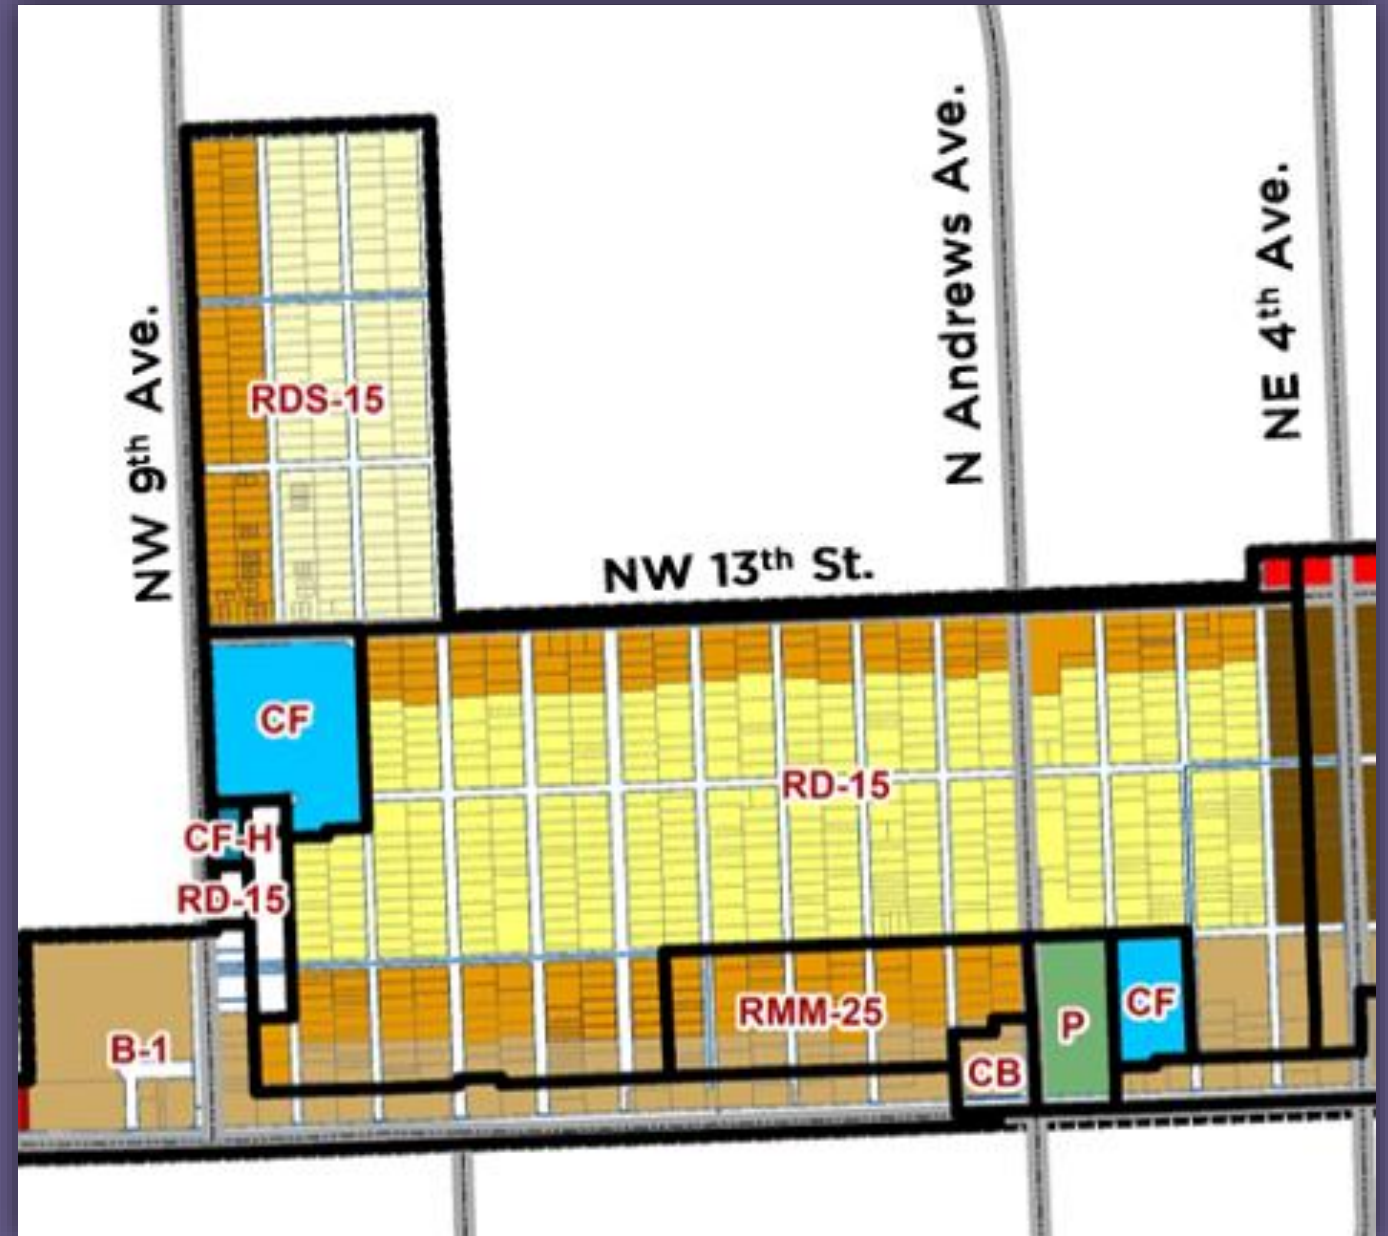 N Andrews Ave.
NE 4th Ave.
NW 9th Ave.
RDS-15
NW 13th St.
CF
RD-15
CF-H
RD-15
RMM-25
CF
P
B-1
CB